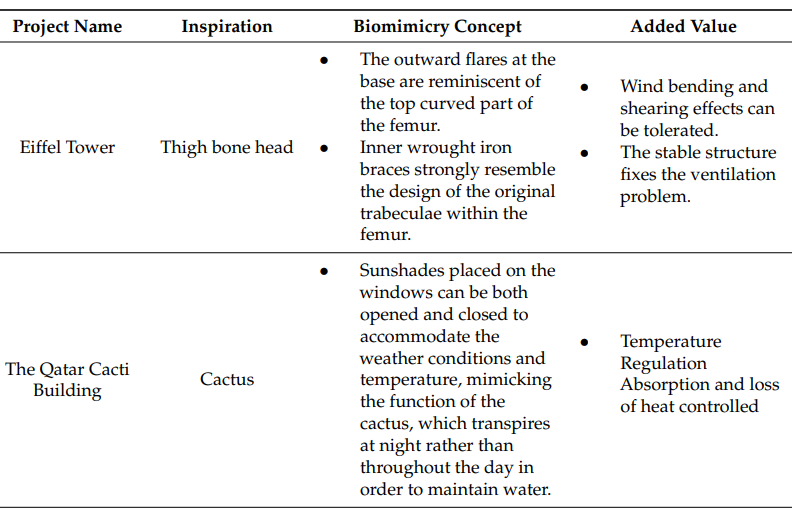 Project Name Inspiration Biomimicry Concept Added Value
Eiffel Tower
Thigh bone head
• The outward flares at the
base are reminiscent of
the top curved part of
the femur.
• Inner wrought iron
braces strongly resemble
the design of the original
trabeculae within the
femur.
• Wind bending and
shearing effects can
be tolerated.
• The stable structure
fixes the ventilation
problem.
The Qatar Cacti
Building
Cactus
• Sunshades placed on the
windows can be both
opened and closed to
accommodate the
weather conditions and
temperature, mimicking
the function of the
cactus, which transpires
at night rather than
throughout the day in
order to maintain water.
• Temperature
Regulation
Absorption and loss
of heat controlled